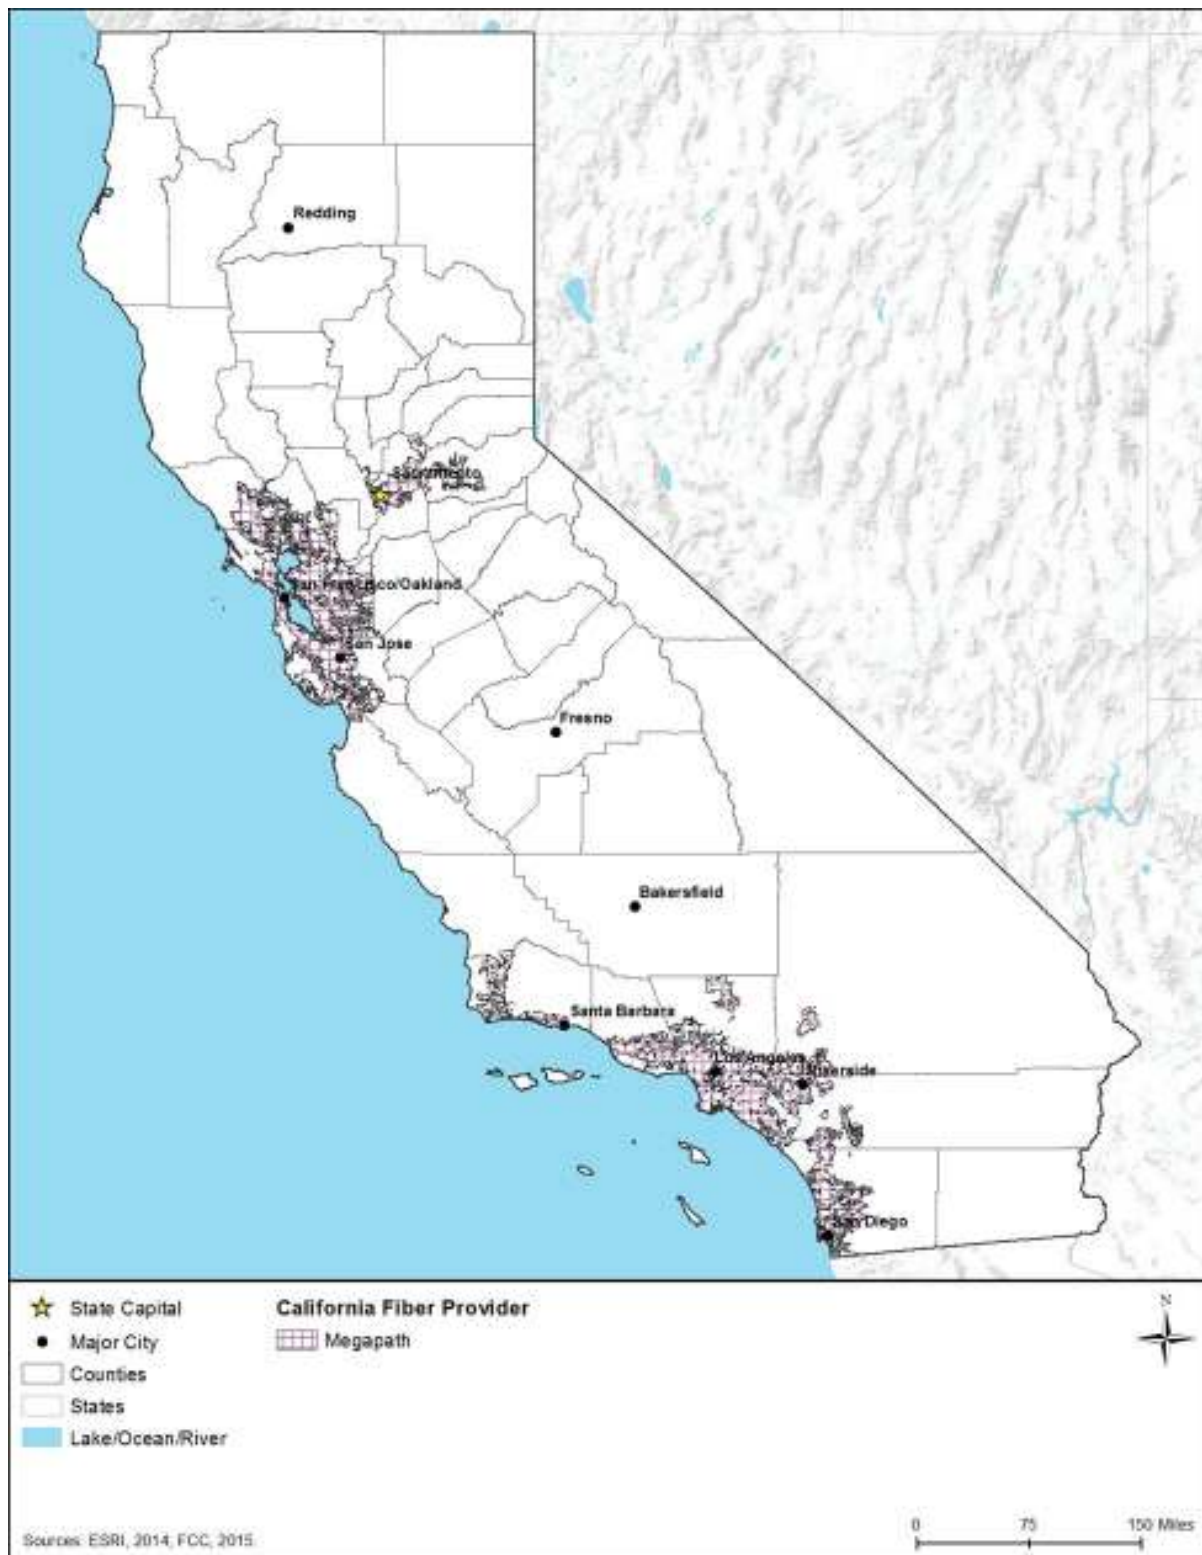 Redding
Sacramento
San Francisco/Oakland
San Jose
Fresno
Bakersfield
Santa Barbara
Los Angeles
Riverside
San Diego
State Capital
Major City
Counties
States
Lake/Ocean/River
California Fiber Provider
Megapath
N
Sources: ESRI, 2014; FCC, 2015.
0 75 150 Miles